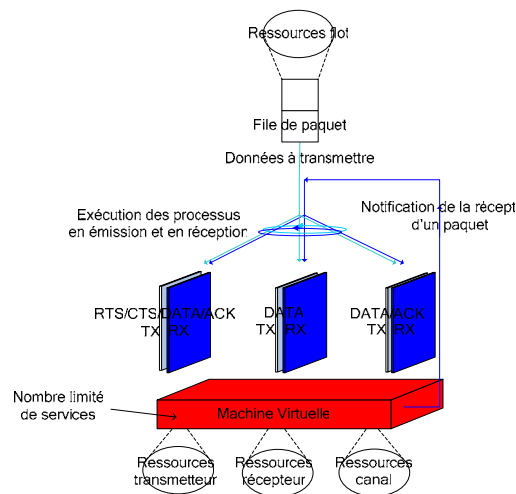 Ressources flot
File de paquet
Données à transmettre
Exécution des processus
en émission et en réception
Notification de la récept
d'un paquet
RTS/CTS/DATA/ACK
TX RX
DATA
TX RX
DATA/ACK
TX RX
Nombre limité
de services
Machine Virtuelle
Ressources
transmetteur
Ressources
récepteur
Ressources
canal